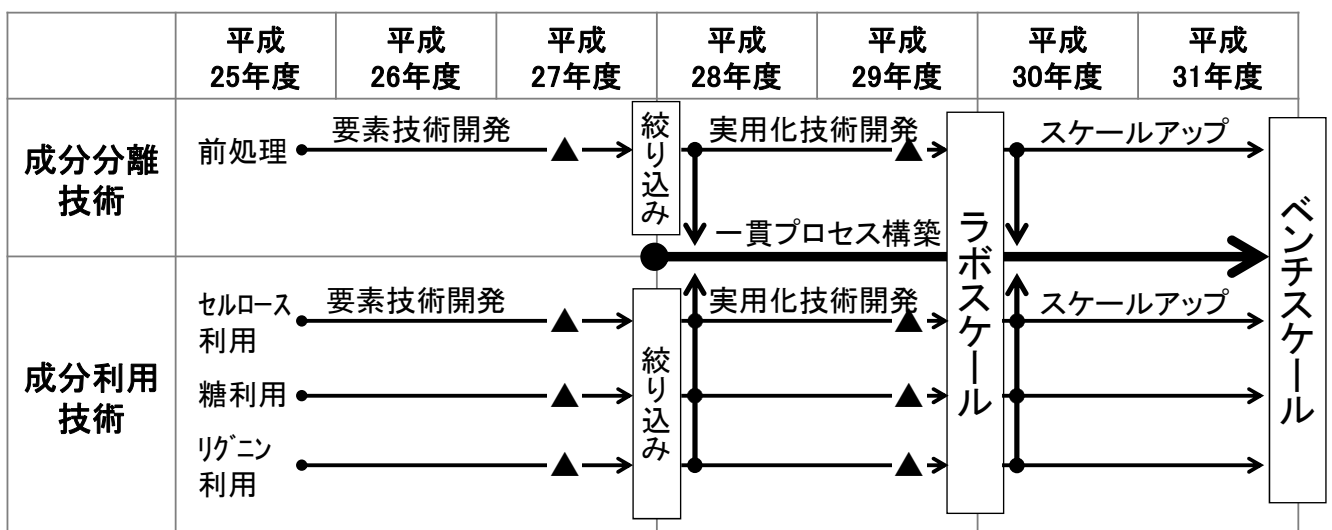 平成
25年度
平成
26年度
平成
27年度
平成
28年度
平成
29年度
平成
30年度
平成
31年度
成分分離
技術
前処理
要素技術開発
絞り込み
実用化技術開発
スケールアップ
一貫プロセス構築
ラボスケール
ベンチスケール
成分利用
技術
セルロース
利用
要素技術開発
絞り込み
実用化技術開発
スケールアップ
糖利用
リグニン
利用